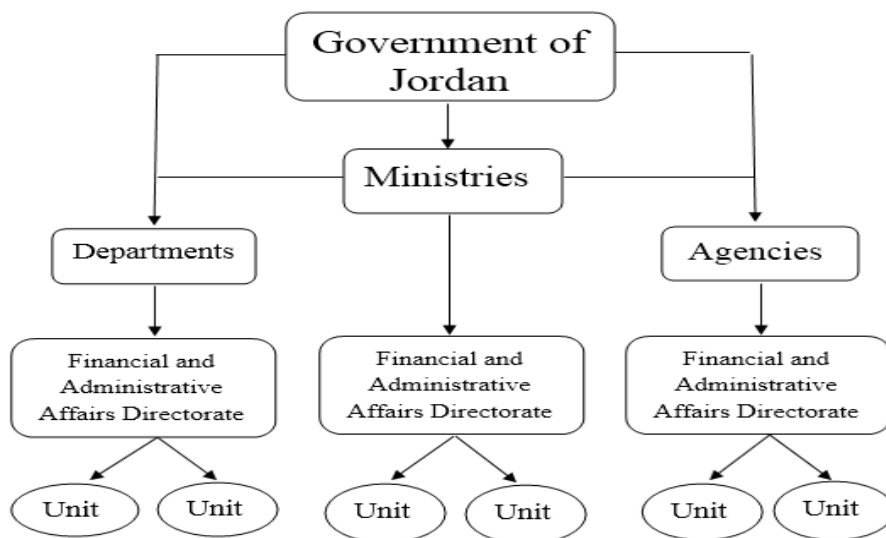 Government of
Jordan
Ministries
Departments
Agencies
Financial and
Administrative
Affairs Directorate
Financial and
Administrative
Affairs Directorate
Financial and
Administrative
Affairs Directorate
Unit
Unit
Unit
Unit
Unit
Unit